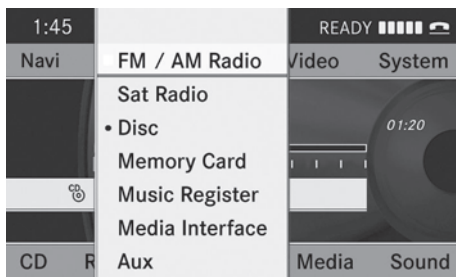 1:45 READY
Navi FM / AM Radio Video System
Sat Radio
• Disc 01:20
Memory Card
CD Music Register
Media Interface
CD R Aux Media Sound